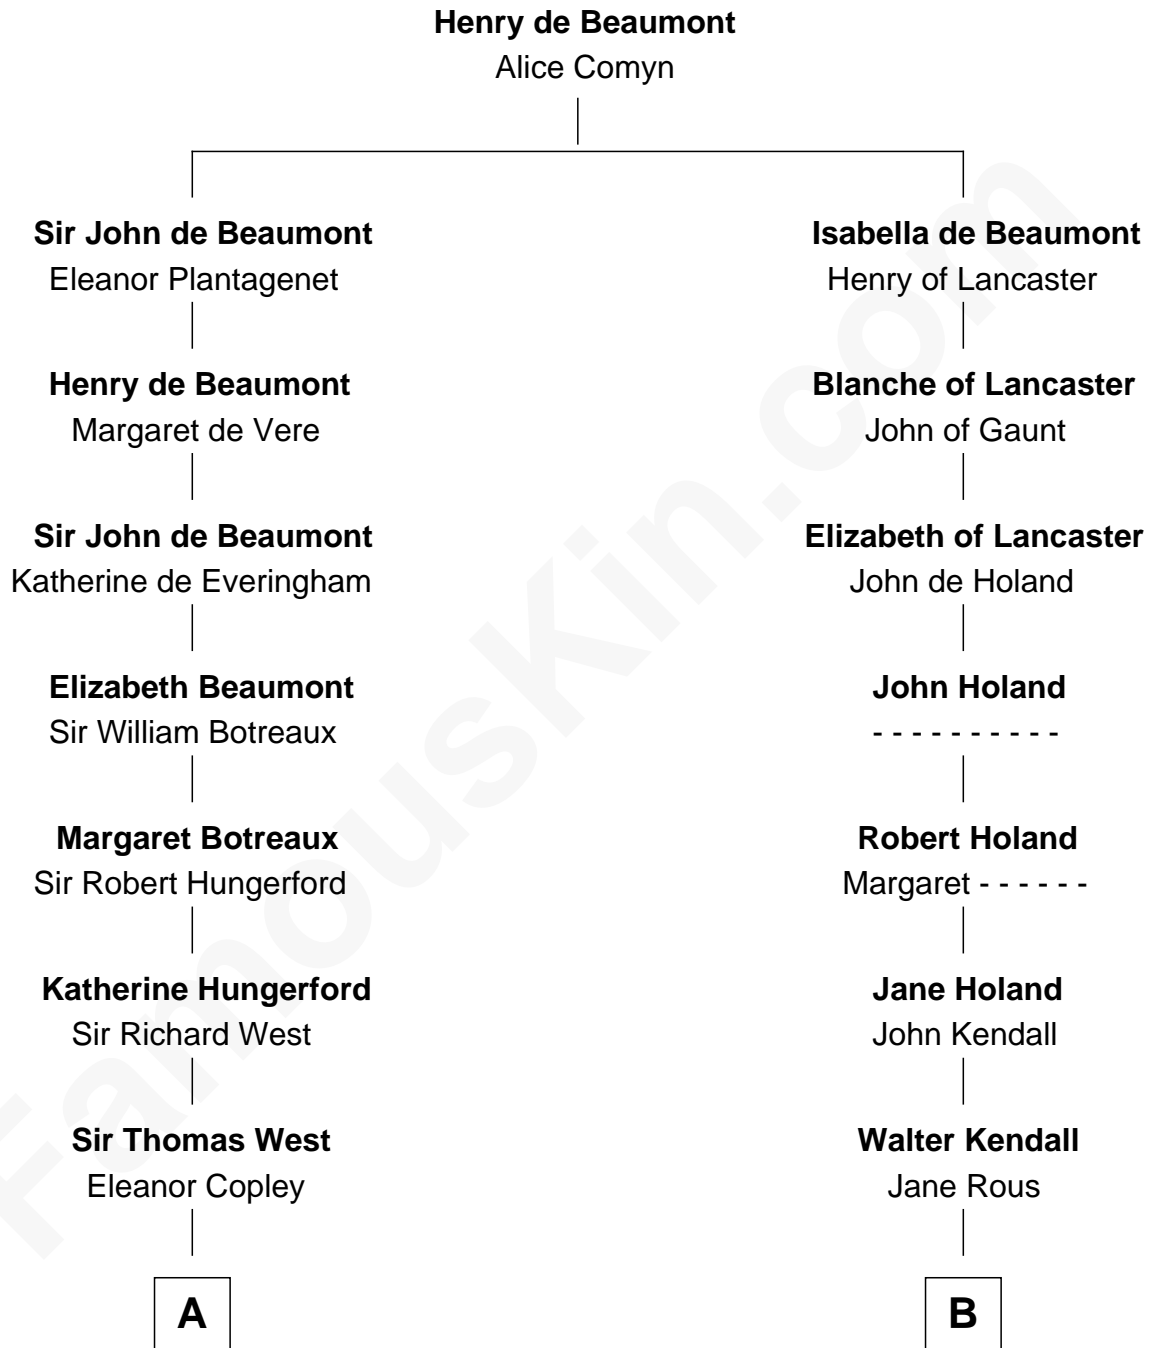 Henry de Beaumont
Alice Comyn
Sir John de Beaumont
Eleanor Plantagenet
Isabella de Beaumont
Henry of Lancaster
Henry de Beaumont
Margaret de Vere
Blanche of Lancaster
John of Gaunt
Sir John de Beaumont
Katherine de Everingham
Elizabeth of Lancaster
John de Holand
Elizabeth Beaumont
Sir William Botreaux
John Holand
- - - - - - - - - -
Margaret Botreaux
Sir Robert Hungerford
Robert Holand
Margaret - - - - - -
Katherine Hungerford
Sir Richard West
Jane Holand
John Kendall
Sir Thomas West
Eleanor Copley
Walter Kendall
Jane Rous
A
B
FamousKin.com